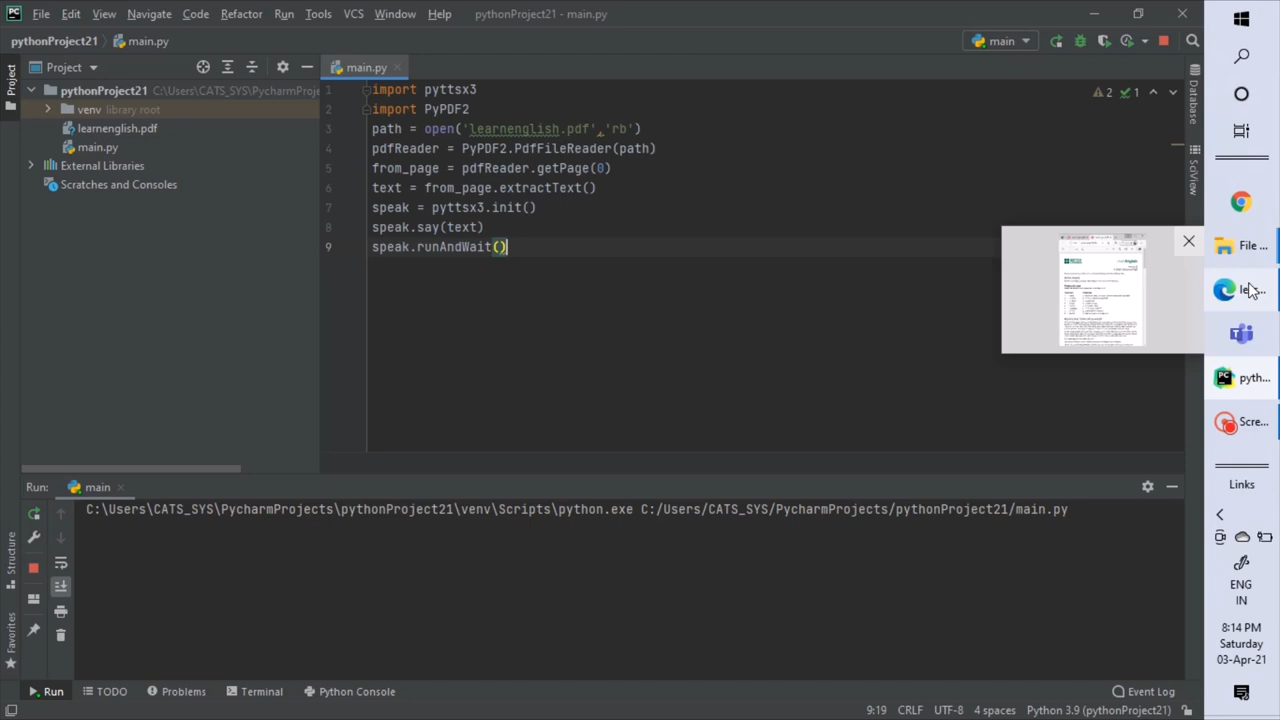 File Edit View Navigate Code Refactor Run Tools VCS Window Help pythonProject21 - main.py
pythonProject21 main.py
main
Project
main.py
1 import pyttsx3
2 import PyPDF2
3 path = open('learnenglish.pdf','rb')
4 pdfReader = PyPDF2.PdfFileReader(path)
5 from_page = pdfReader.getPage(0)
6 text = from_page.extractText()
7 speak = pyttsx3.init()
8 speak.say(text)
9 speak.runAndWait()
2 1
Project
pythonProject21 C:\Users\CATS_SYS\PycharmProje
venv library root
learnenglish.pdf
main.py
External Libraries
Scratches and Consoles
Database
SciView
Run: main
C:\Users\CATS_SYS\PycharmProjects\pythonProject21\venv\Scripts\python.exe C:/Users/CATS_SYS/PycharmProjects/pythonProject21/main.py
Structure
Favorites
Run TODO Problems Terminal Python Console Event Log
9:19 CRLF UTF-8 4 spaces Python 3.9 (pythonProject21)
File ...
pyth...
Scre...
Links
ENG
IN
8:14 PM
Saturday
03-Apr-21